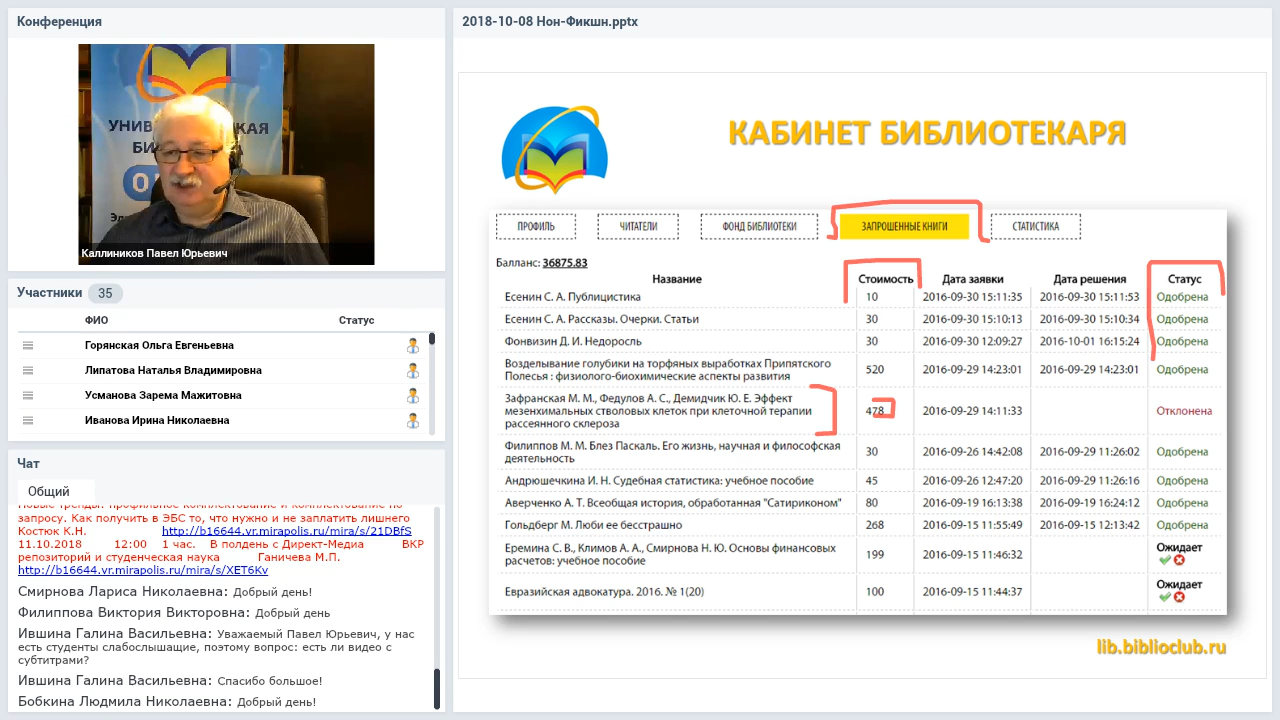 Конференция
УНИВ СКАЯ
БИ А
О
Эл
Каллиников Павел Юрьевич
Участники 35
ФИО Статус
Горянская Ольга Евгеньевна
Липатова Наталья Владимировна
Усманова Зарема Мажитовна
Иванова Ирина Николаевна
Чат
Общий
Новые тренды: профильное комплектование и комплектование по
запросу. Как получить в ЭБС то, что нужно и не заплатить лишнего
Костюк К.Н. http://b16644.vr.mirapolis.ru/mira/s/21DBfS
11.10.2018 12:00 1 час. В полдень с Директ-Медиа ВКР
репозиторий и студенческая наука Ганичева М.П.
http://b16644.vr.mirapolis.ru/mira/s/XET6Kv
Смирнова Лариса Николаевна: Добрый день!
Филиппова Виктория Викторовна: Добрый день
Ившина Галина Васильевна: Уважаемый Павел Юрьевич, у нас
есть студенты слабослышащие, поэтому вопрос: есть ли видео с
субтитрами?
Ившина Галина Васильевна: Спасибо большое!
Бобкина Людмила Николаевна: Добрый день!
2018-10-08 Нон-Фикшн.pptx
КАБИНЕТ БИБЛИОТЕКАРЯ
ПРОФИЛЬ ЧИТАТЕЛИ ФОНД БИБЛИОТЕКИ ЗАПРОШЕННЫЕ КНИГИ СТАТИСТИКА
Балланс: 36875.83
Название Стоимость Дата заявки Дата решения Статус
Есенин С. А. Публицистика 10 2016-09-30 15:11:35 2016-09-30 15:11:53 Одобрена
Есенин С. А. Рассказы. Очерки. Статьи 30 2016-09-30 15:10:13 2016-09-30 15:10:34 Одобрена
Фонвизин Д. И. Недоросль 30 2016-09-30 12:09:27 2016-10-01 16:15:24 Одобрена
Возделывание голубики на торфяных выработках Припятского
Полесья : физиолого-биохимические аспекты развития 520 2016-09-29 14:23:01 2016-09-29 14:23:01 Одобрена
Зафранская М. М., Федулов А. С., Демидчик Ю. Е. Эффект
мезенхимальных стволовых клеток при клеточной терапии 478 2016-09-29 14:11:33 Отклонена
рассеянного склероза
Филиппов М. М. Блез Паскаль. Его жизнь, научная и философская
деятельность 30 2016-09-26 14:42:08 2016-09-29 11:26:02 Одобрена
Андрюшечкина И. Н. Судебная статистика: учебное пособие 45 2016-09-26 12:47:20 2016-09-29 11:26:16 Одобрена
Аверченко А. Т. Всеобщая история, обработанная "Сатириконом" 80 2016-09-19 16:13:38 2016-09-19 16:24:12 Одобрена
Гольдберг М. Люби ее бесстрашно 268 2016-09-15 11:55:49 2016-09-15 12:13:42 Одобрена
Еремина С. В., Климов А. А., Смирнова Н. Ю. Основы финансовых
расчетов: учебное пособие 199 2016-09-15 11:46:32 Ожидает
Евразийская адвокатура. 2016. № 1(20) 100 2016-09-15 11:44:37 Ожидает
lib.biblioclub.ru